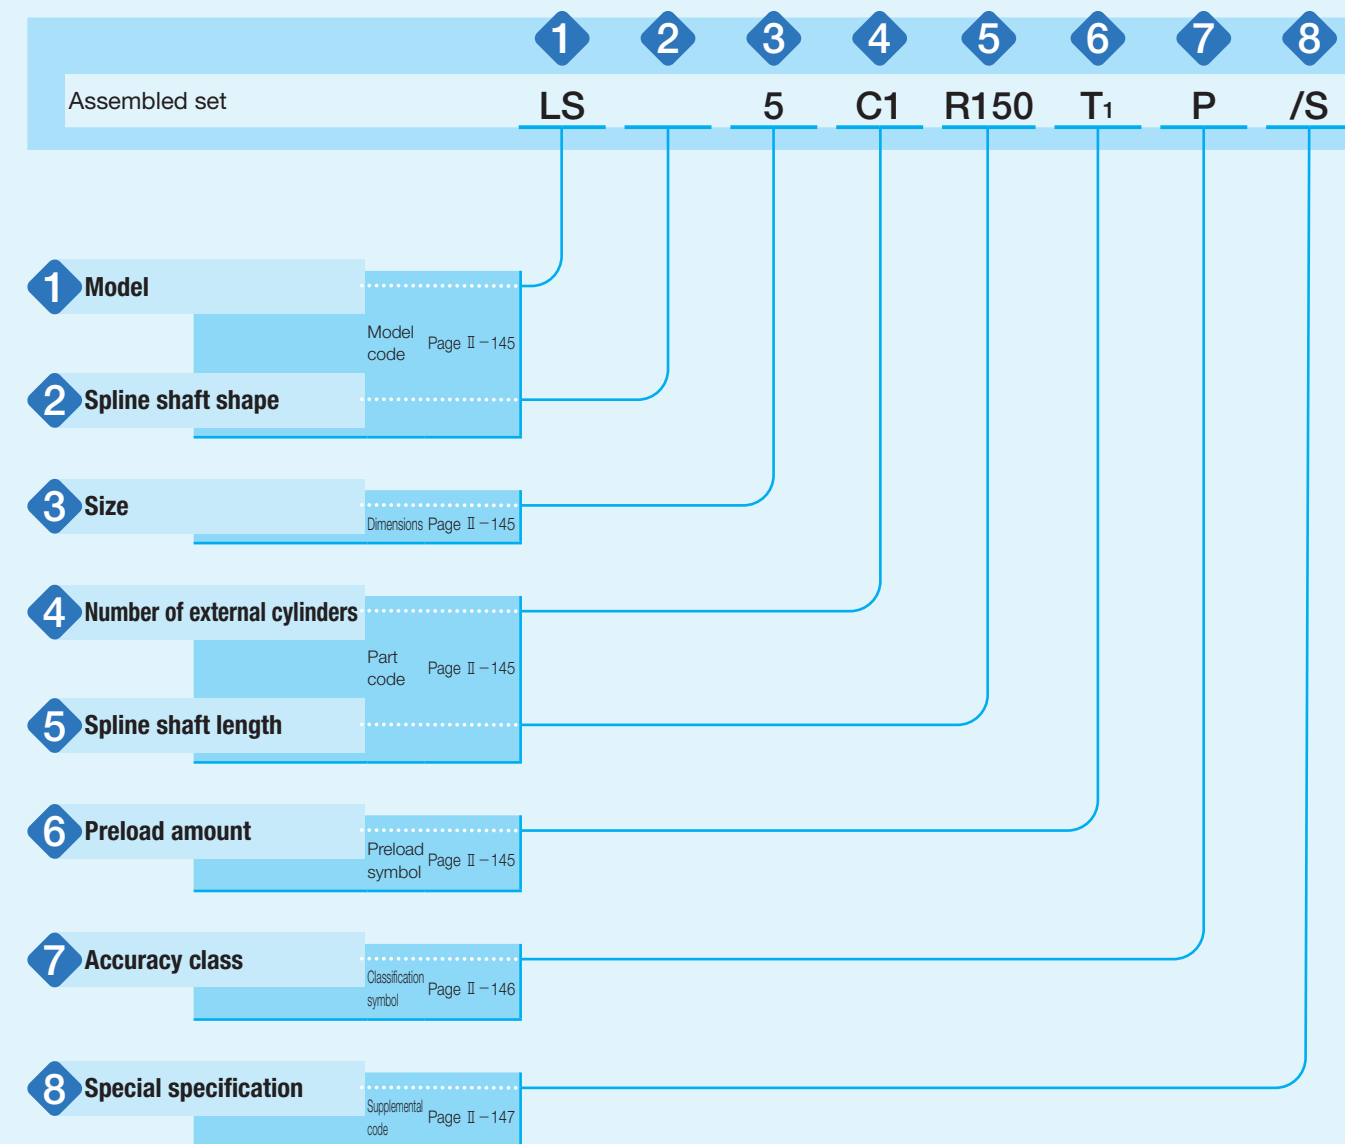 1 2 3 4 5 6 7 8
Assembled set LS 5 C1 R150 T1 P /S
1 Model
Model
code Page Ⅱ－145
2 Spline shaft shape
3 Size
Dimensions Page Ⅱ－145
4 Number of external cylinders
Part
code Page Ⅱ－145
5 Spline shaft length
6 Preload amount
Preload
symbol Page Ⅱ－145
7 Accuracy class
Classification
symbol Page Ⅱ－146
8 Special specification
Supplemental
code Page Ⅱ－147